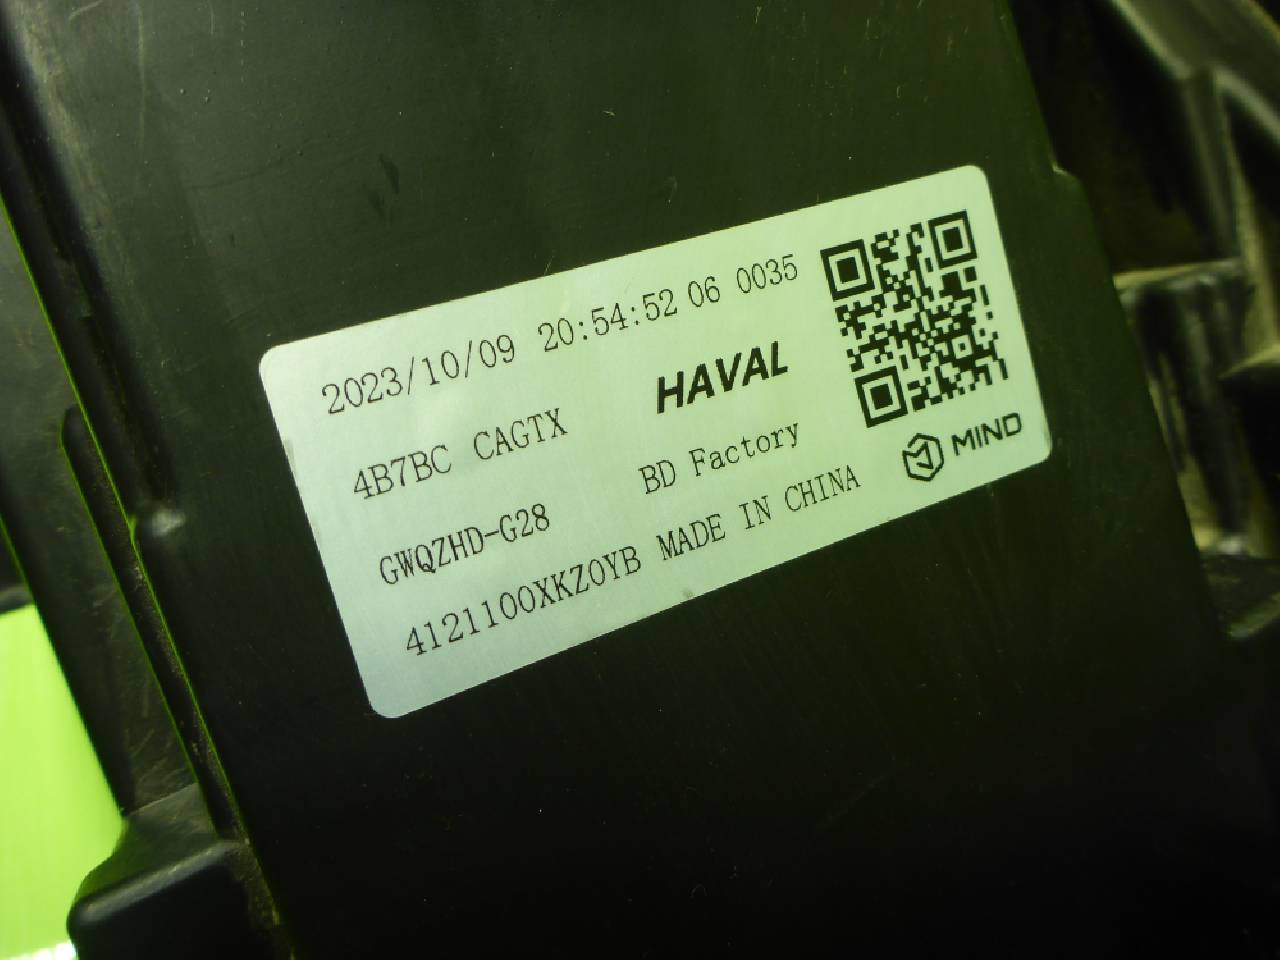 2023/10/09 20:54:52 06 0035
4B7BC CAGTX
HAVAL
GWQZHD-G28
BD Factory
4121100XKZ0YB MADE IN CHINA
MIND